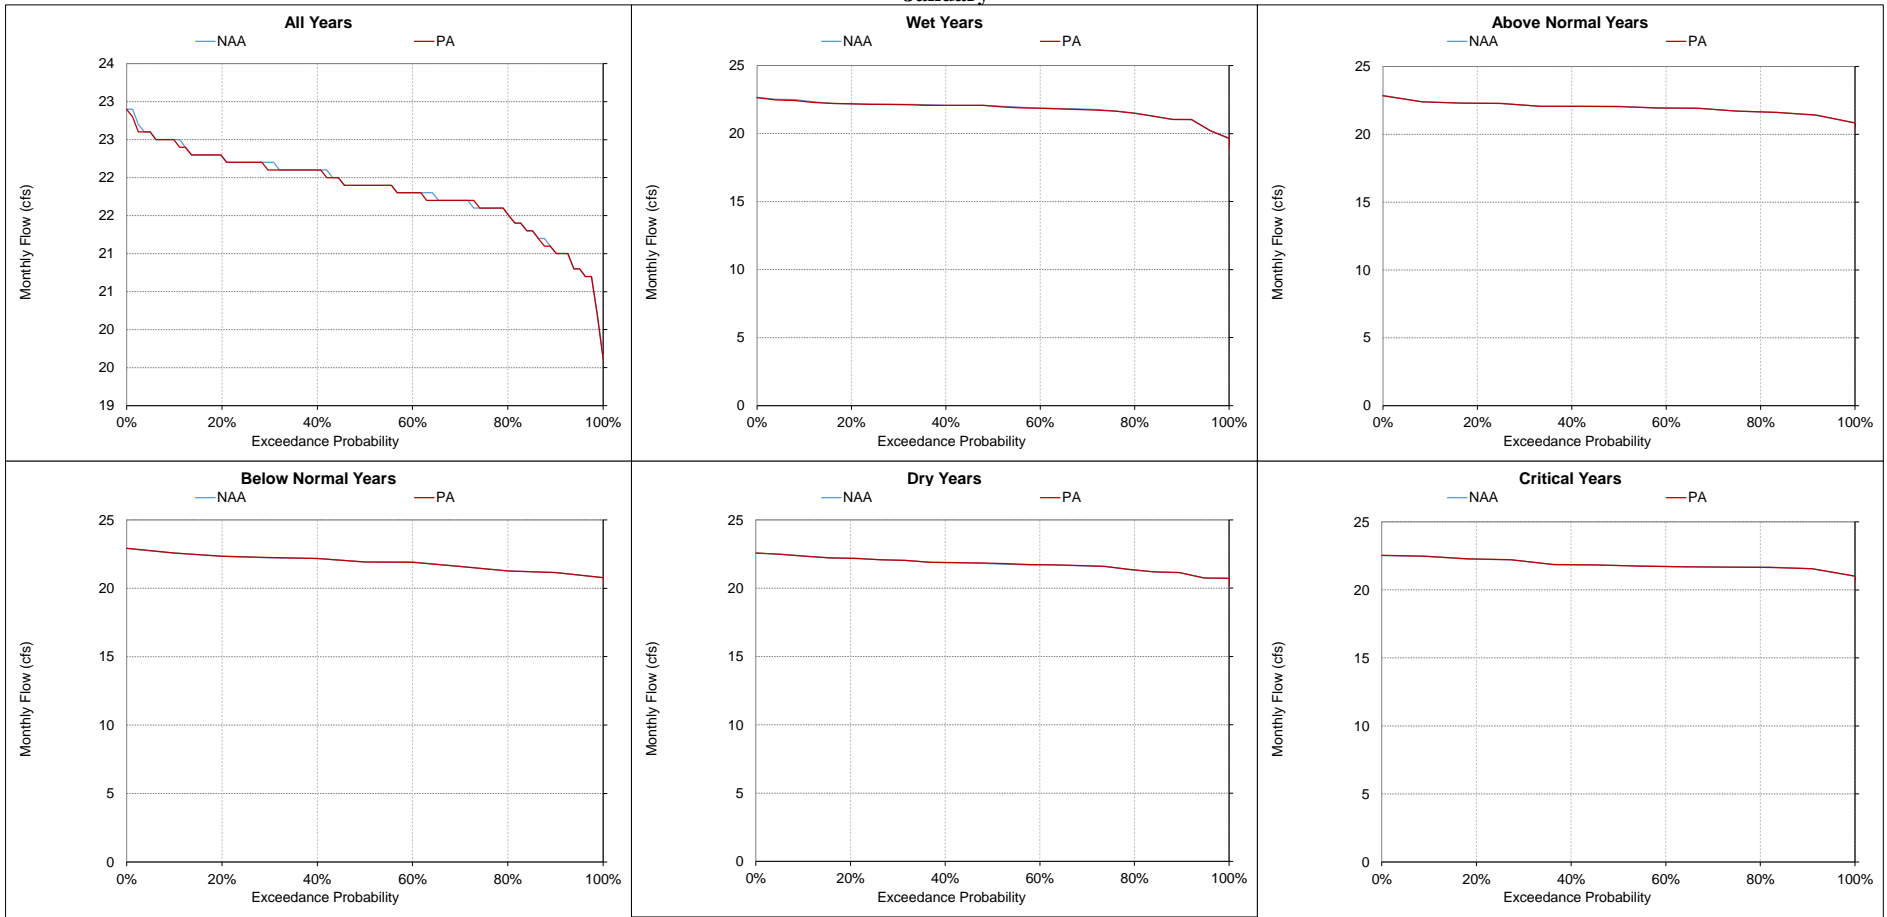 All Years
NAA PA
24
23
23
22
22
21
21
20
20
19
0% 20% 40% 60% 80% 100%
Exceedance Probability
Monthly Flow (cfs)
Wet Years
NAA PA
25
20
15
10
5
0
0% 20% 40% 60% 80% 100%
Exceedance Probability
Monthly Flow (cfs)
Above Normal Years
NAA PA
25
20
15
10
5
0
0% 20% 40% 60% 80% 100%
Exceedance Probability
Monthly Flow (cfs)
Below Normal Years
NAA PA
25
20
15
10
5
0
0% 20% 40% 60% 80% 100%
Exceedance Probability
Monthly Flow (cfs)
Dry Years
NAA PA
25
20
15
10
5
0
0% 20% 40% 60% 80% 100%
Exceedance Probability
Monthly Flow (cfs)
Critical Years
NAA PA
25
20
15
10
5
0
0% 20% 40% 60% 80% 100%
Exceedance Probability
Monthly Flow (cfs)